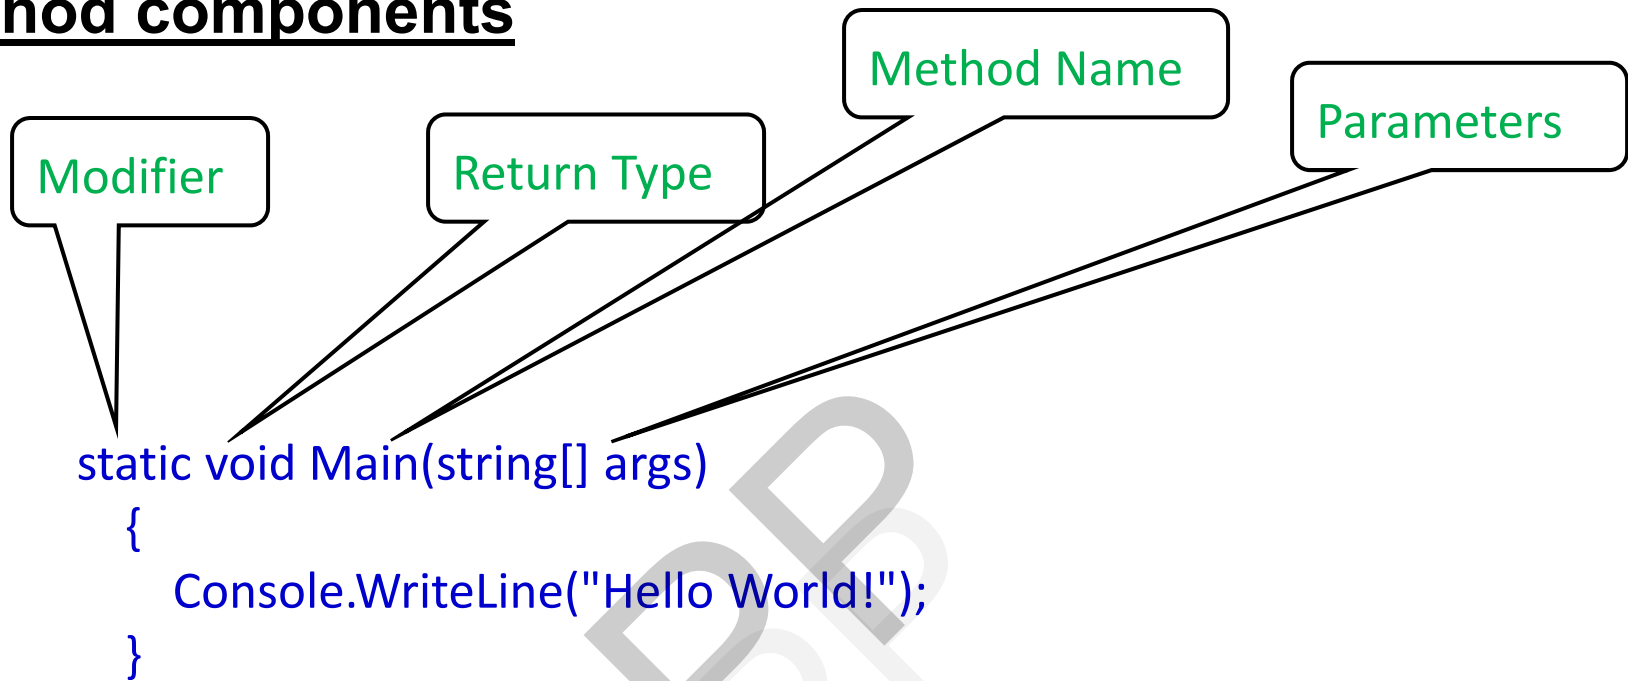 hod components
Method Name
Parameters
Modifier
Return Type
static void Main(string[] args)
{
Console.WriteLine("Hello World!");
}